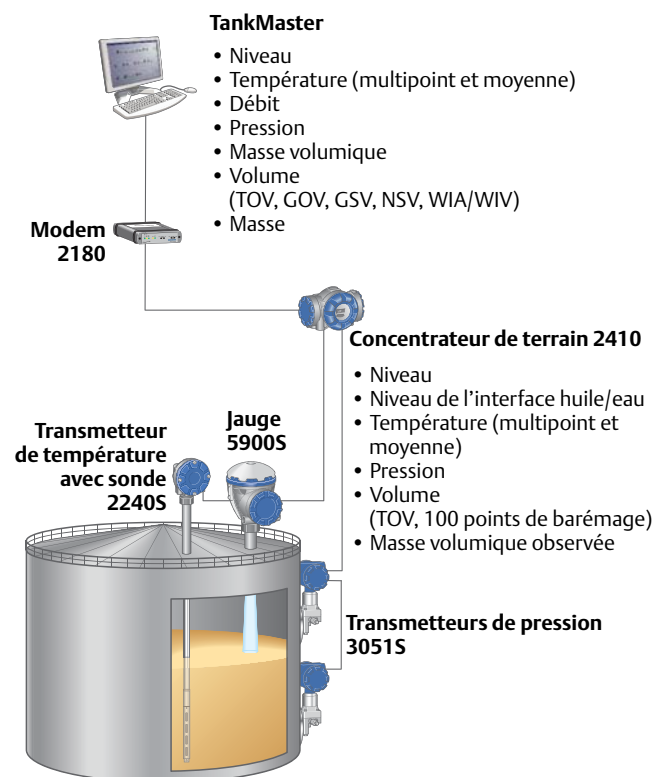 TankMaster
• Niveau
• Température (multipoint et moyenne)
• Débit
• Pression
• Masse volumique
• Volume
(TOV, GOV, GSV, NSV, WIA/WIV)
• Masse
Modem
2180
Concentrateur de terrain 2410
• Niveau
• Niveau de l'interface huile/eau
• Température (multipoint et
moyenne)
• Pression
• Volume
(TOV, 100 points de barémage)
• Masse volumique observée
Transmetteur
de température
avec sonde
2240S
Jauge
5900S
Transmetteurs de pression
3051S